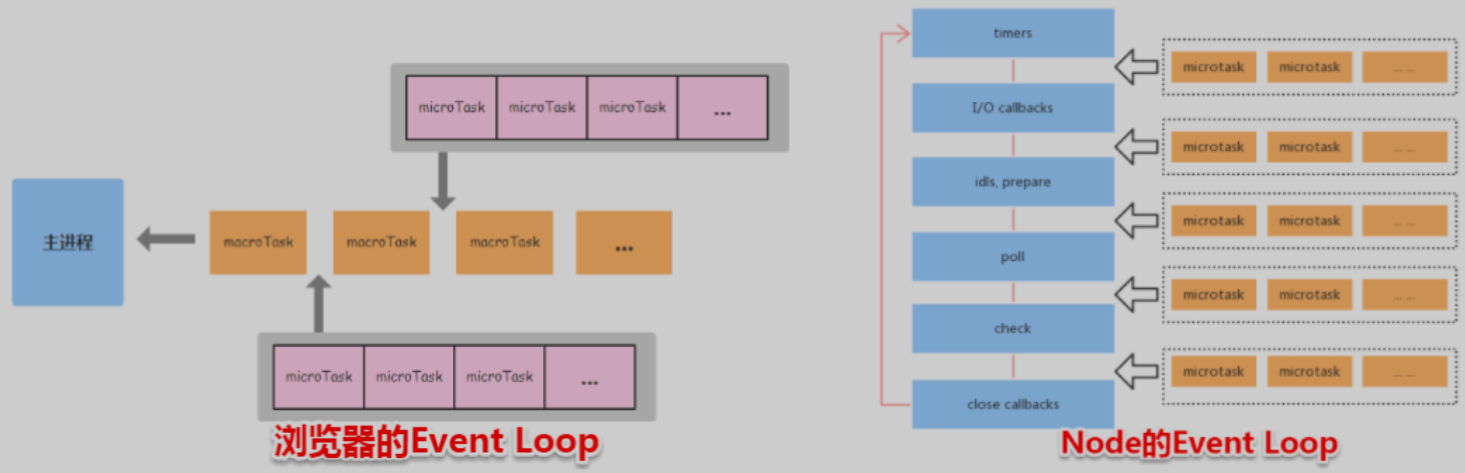 microTask microTask microTask ...
主进程 macroTask macroTask macroTask ...
microTask microTask microTask ...
浏览器的Event Loop
timers
microtask microtask ... ...
I/O callbacks
microtask microtask ... ...
idls, prepare
microtask microtask ... ...
poll
microtask microtask ... ...
check
microtask microtask ... ...
close callbacks
Node的Event Loop